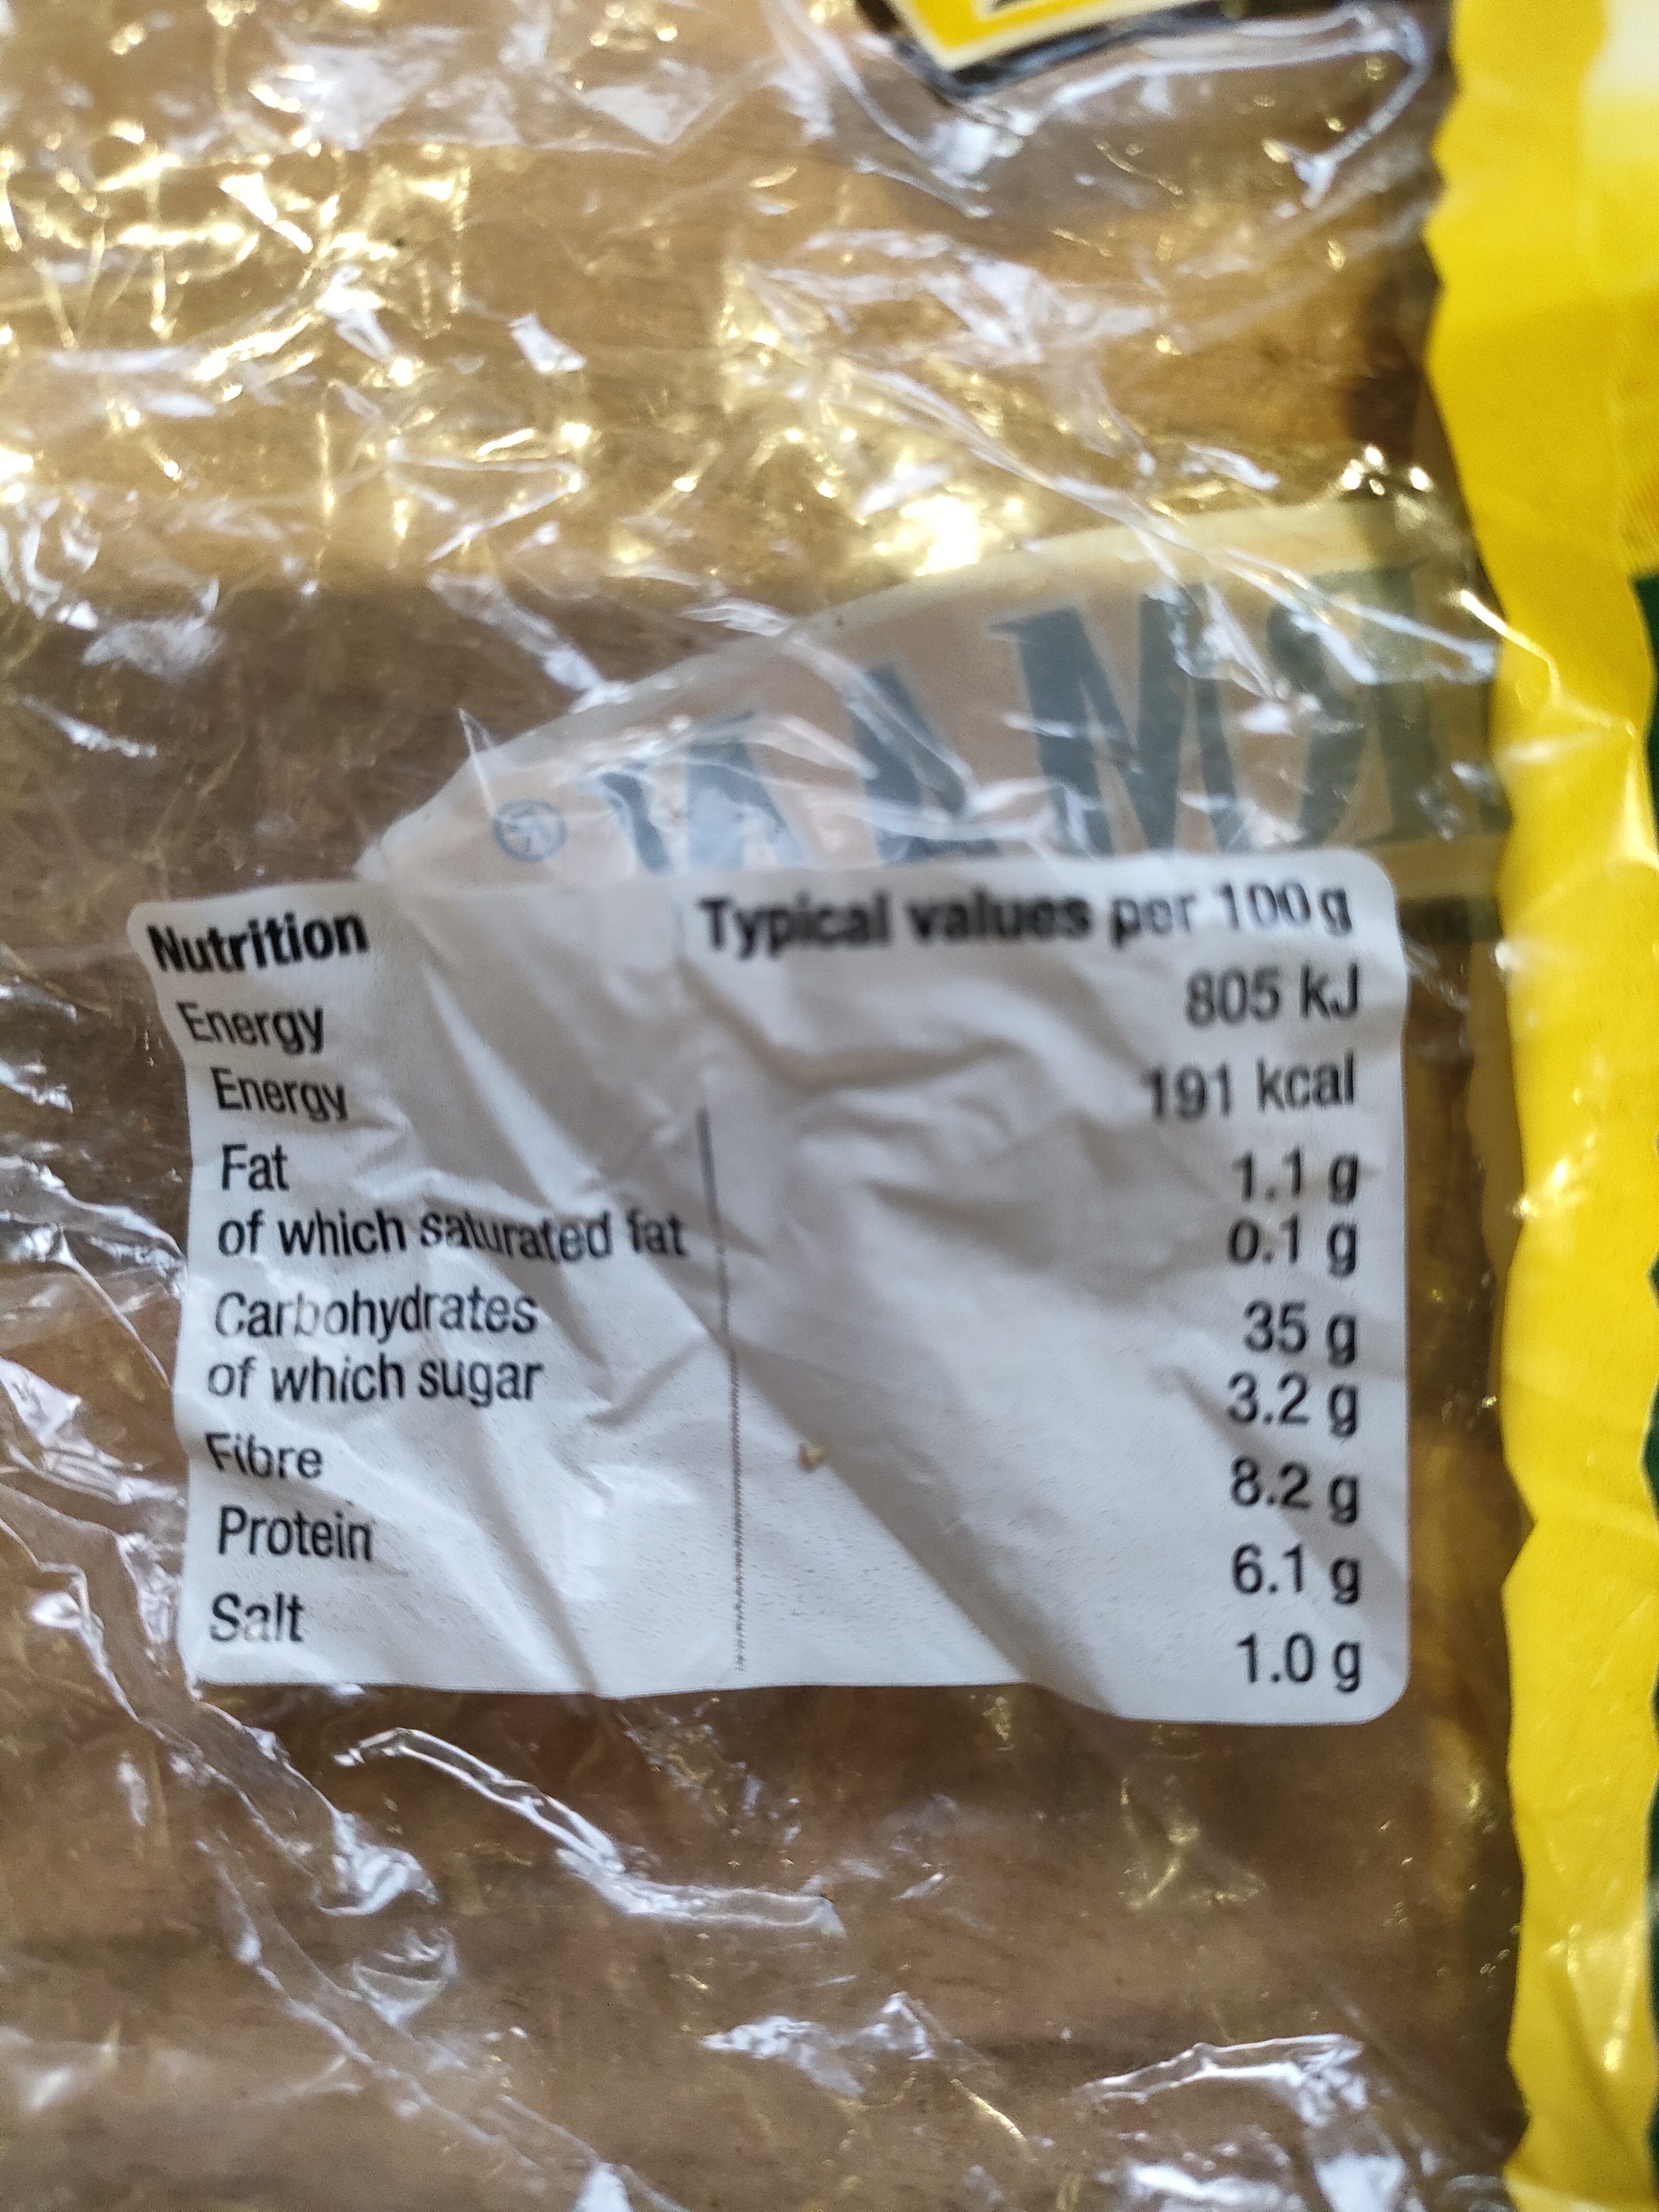 Nutrition Typical values per 100 g
Energy 805 kJ
Energy 191 kcal
Fat 1.1 g
of which saturated fat 0.1 g
Carbohydrates 35 g
of which sugar 3.2 g
Fibre 8.2 g
Protein 6.1 g
Salt 1.0 g